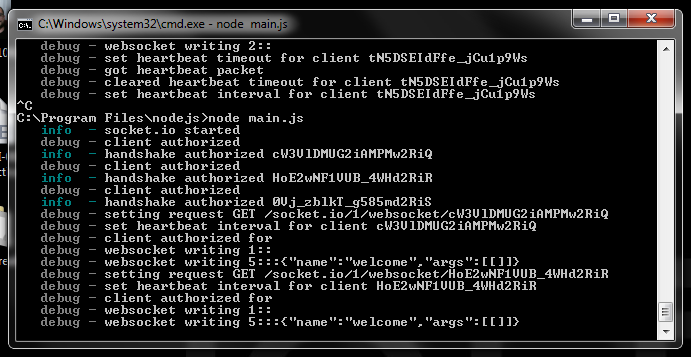 C:\Windows\system32\cmd.exe - node  main.js
debug - websocket writing 2::
debug - set heartbeat timeout for client tN5DSEIdFfe_jCu1p9Ws
debug - got heartbeat packet
debug - cleared heartbeat timeout for client tN5DSEIdFfe_jCu1p9Ws
debug - set heartbeat interval for client tN5DSEIdFfe_jCu1p9Ws
^C
C:\Program Files\nodejs>node main.js
info  - socket.io started
debug - client authorized
info  - handshake authorized cW3VlDMUG2iAMPMw2RiQ
debug - client authorized
info  - handshake authorized HoE2wNF1VUB_4WHd2RiR
debug - client authorized
info  - handshake authorized 0Vj_zblkT_g585md2RiS
debug - setting request GET /socket.io/1/websocket/cW3VlDMUG2iAMPMw2RiQ
debug - set heartbeat interval for client cW3VlDMUG2iAMPMw2RiQ
debug - client authorized for
debug - websocket writing 1::
debug - websocket writing 5:::{"name":"welcome","args":[[]]}
debug - setting request GET /socket.io/1/websocket/HoE2wNF1VUB_4WHd2RiR
debug - set heartbeat interval for client HoE2wNF1VUB_4WHd2RiR
debug - client authorized for
debug - websocket writing 1::
debug - websocket writing 5:::{"name":"welcome","args":[[]]}